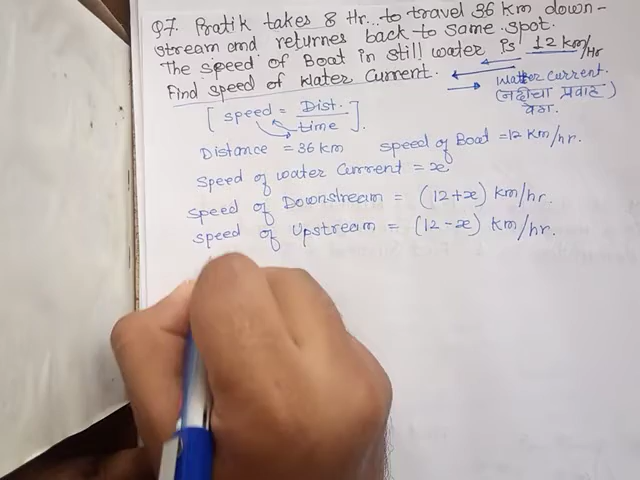 Q7. Pratik takes 8 Hr...to travel 36 Km down-
stream and returnes back to same spot.
The speed of Boat in still water is 12 km/Hr
Find speed of Water Current.
Water current.
(नदीचा प्रवाह)
वेग.
[ speed = Dist. / time ].
Distance = 36 km speed of Boat = 12 Km/hr.
speed of water Current = x
speed of Downstream = (12+x) Km/hr.
speed of Upstream = (12-x) Km/hr.